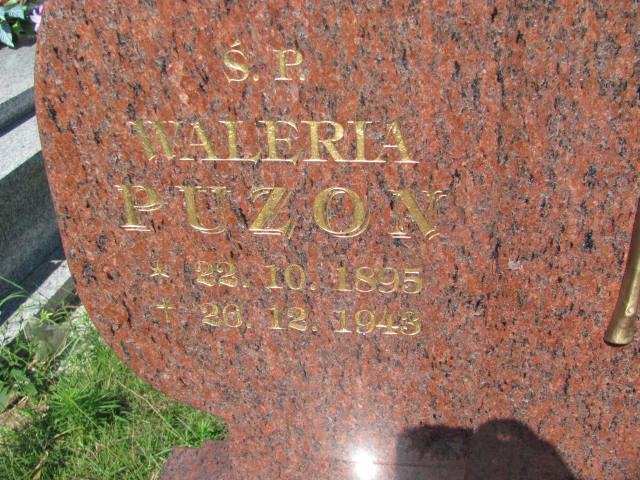 Ś. P.
WALERIA
PUZON
* 22. 10. 1895
† 26. 12. 1943